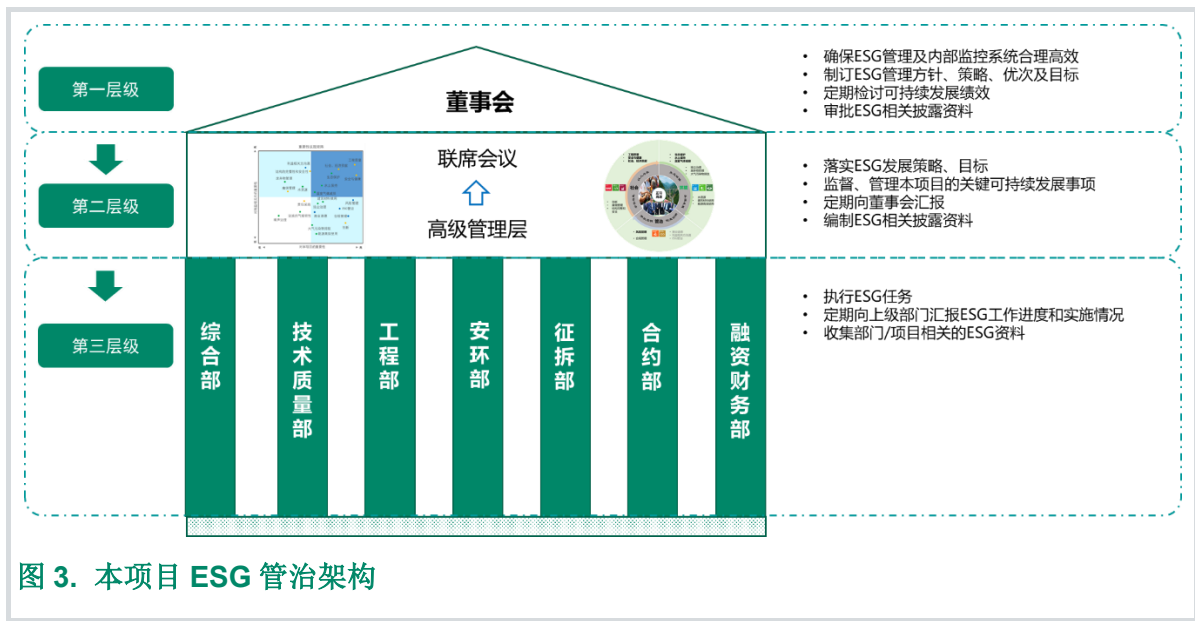 第一层级
董事会
确保ESG管理及内部监控系统合理高效
制订ESG管理方针、策略、优次及目标
定期检讨可持续发展绩效
审批ESG相关披露资料
第二层级
联席会议
高级管理层
落实ESG发展策略、目标
监督、管理本项目的关键可持续发展事项
定期向董事会汇报
编制ESG相关披露资料
第三层级
综合部
技术质量部
工程部
安环部
征拆部
合约部
融资财务部
执行ESG任务
定期向上级部门汇报ESG工作进度和实施情况
收集部门/项目相关的ESG资料
图 3. 本项目 ESG 管治架构